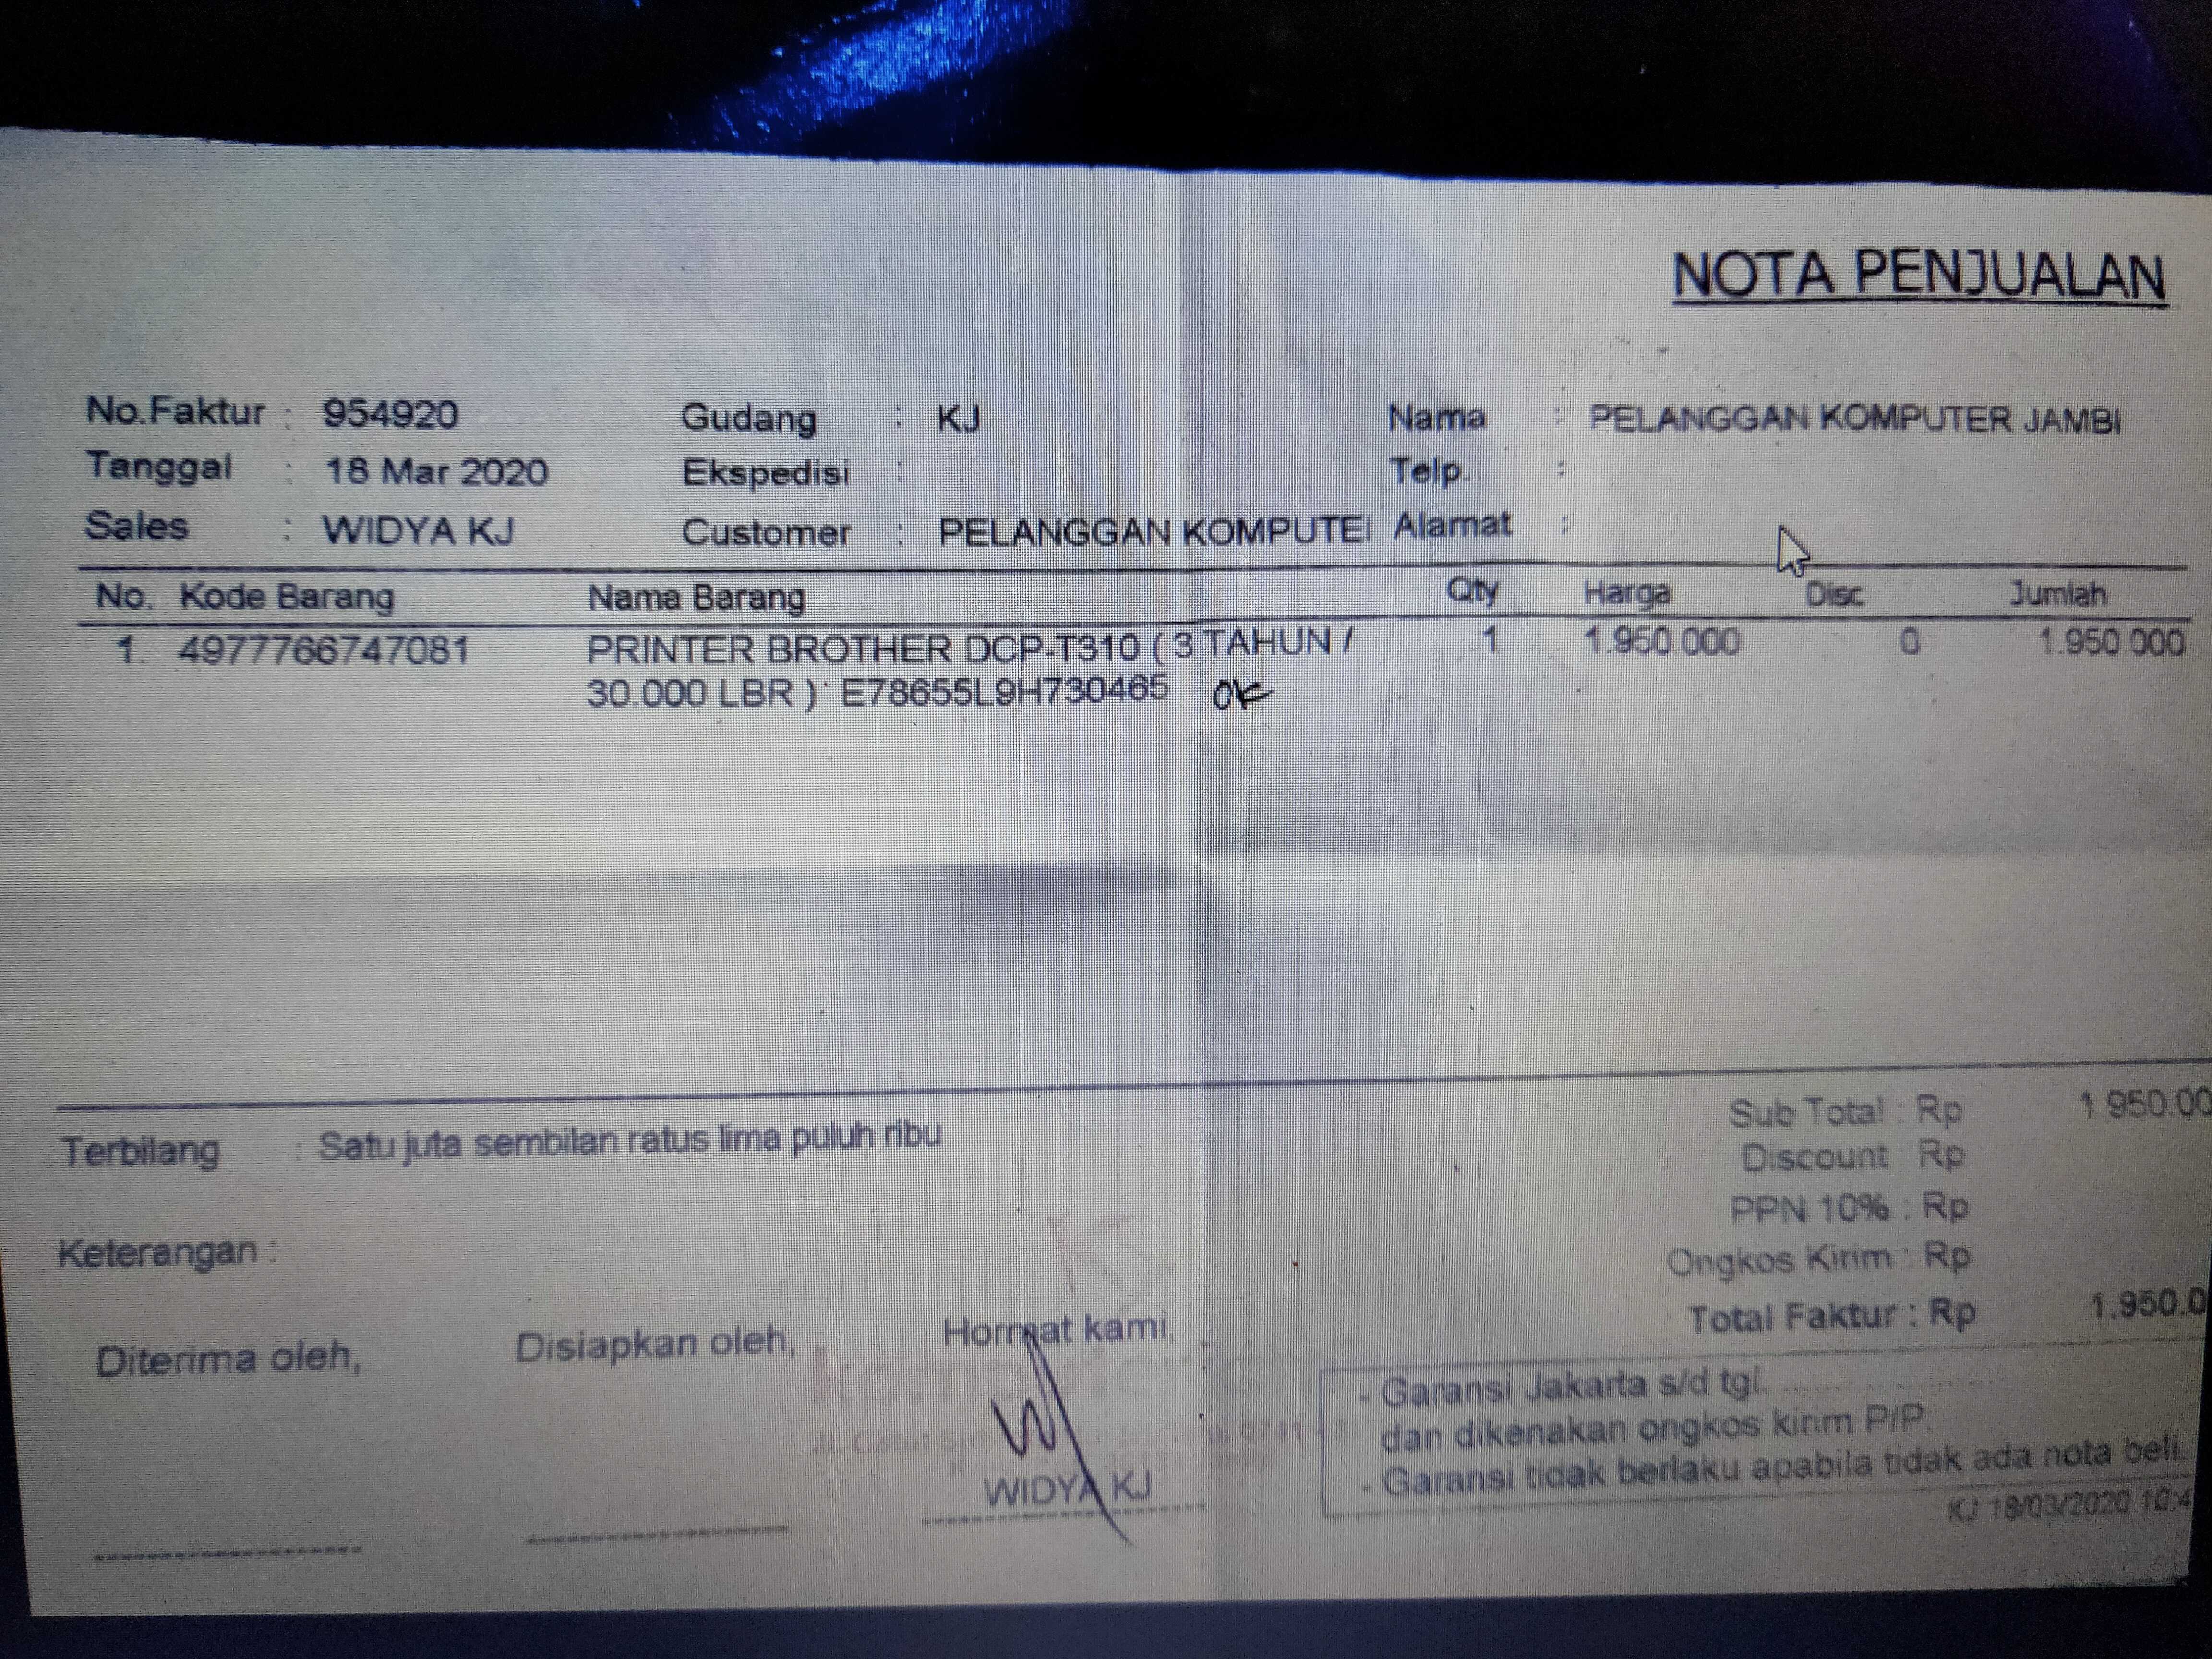 NOTA PENJUALAN
No.Faktur : 954920 Gudang : KJ Nama : PELANGGAN KOMPUTER JAMBI
Tanggal : 18 Mar 2020 Ekspedisi : Telp. :
Sales : WIDYA KJ Customer : PELANGGAN KOMPUTE Alamat :
No. Kode Barang Nama Barang Qty Harga Disc Jumlah
1. 4977766747081 PRINTER BROTHER DCP-T310 ( 3 TAHUN / 1 1.950.000 0 1.950.000
30.000 LBR ) E78655L9H730465 OK
Terbilang : Satu juta sembilan ratus lima puluh ribu
Sub Total : Rp 1.950.00
Discount Rp
PPN 10% : Rp
Keterangan :
Ongkos Kirim : Rp
Total Faktur : Rp 1.950.0
Diterima oleh, Disiapkan oleh, Hormat kami,
WIDYA KJ
- Garansi Jakarta s/d tgl.
dan dikenakan ongkos kirim P/P.
- Garansi tidak berlaku apabila tidak ada nota beli.
KJ 18/03/2020 10:4